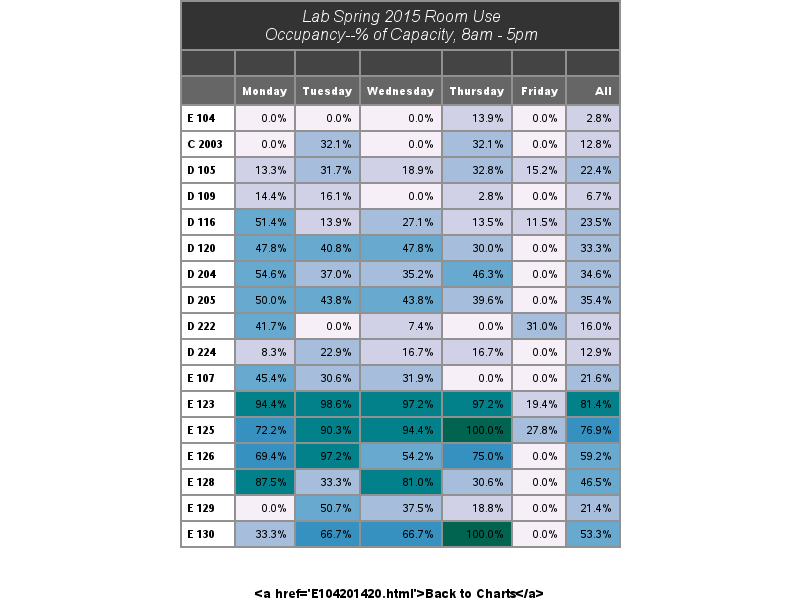 Lab Spring 2015 Room Use
Occupancy--% of Capacity, 8am - 5pm
Monday Tuesday Wednesday Thursday Friday All
E 104 0.0% 0.0% 0.0% 13.9% 0.0% 2.8%
C 2003 0.0% 32.1% 0.0% 32.1% 0.0% 12.8%
D 105 13.3% 31.7% 18.9% 32.8% 15.2% 22.4%
D 109 14.4% 16.1% 0.0% 2.8% 0.0% 6.7%
D 116 51.4% 13.9% 27.1% 13.5% 11.5% 23.5%
D 120 47.8% 40.8% 47.8% 30.0% 0.0% 33.3%
D 204 54.6% 37.0% 35.2% 46.3% 0.0% 34.6%
D 205 50.0% 43.8% 43.8% 39.6% 0.0% 35.4%
D 222 41.7% 0.0% 7.4% 0.0% 31.0% 16.0%
D 224 8.3% 22.9% 16.7% 16.7% 0.0% 12.9%
E 107 45.4% 30.6% 31.9% 0.0% 0.0% 21.6%
E 123 94.4% 98.6% 97.2% 97.2% 19.4% 81.4%
E 125 72.2% 90.3% 94.4% 100.0% 27.8% 76.9%
E 126 69.4% 97.2% 54.2% 75.0% 0.0% 59.2%
E 128 87.5% 33.3% 81.0% 30.6% 0.0% 46.5%
E 129 0.0% 50.7% 37.5% 18.8% 0.0% 21.4%
E 130 33.3% 66.7% 66.7% 100.0% 0.0% 53.3%
<a href='E104201420.html'>Back to Charts</a>